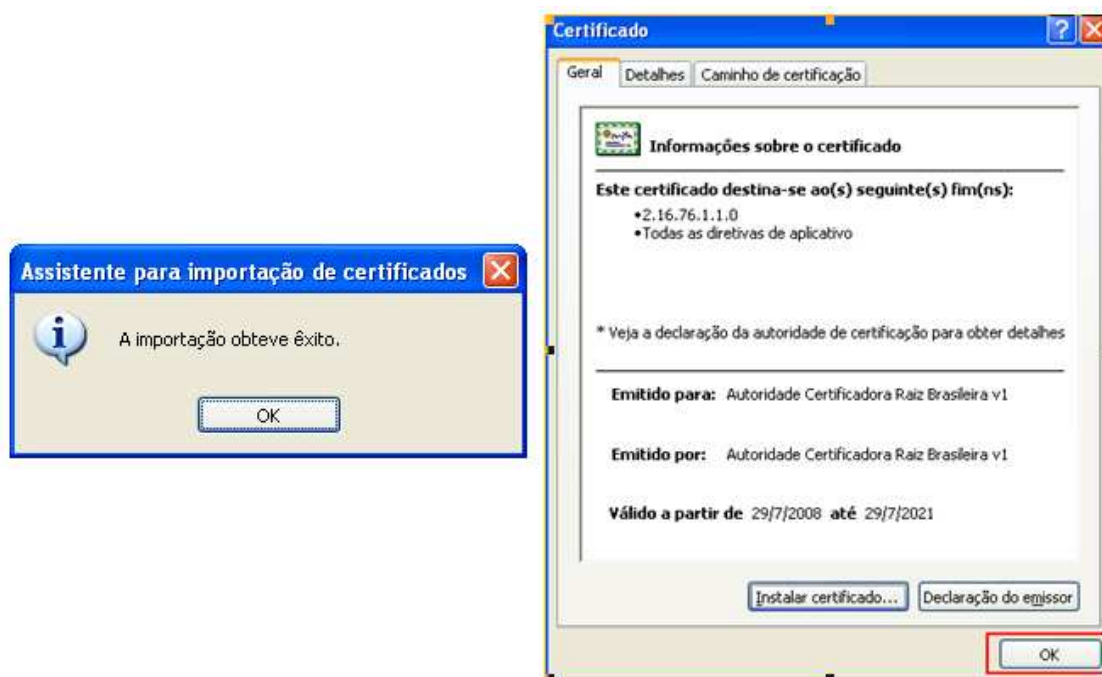 Assistente para importação de certificados
A importação obteve êxito.
OK
Certificado
Geral
Detalhes
Caminho de certificação
Informações sobre o certificado
Este certificado destina-se ao(s) seguinte(s) fim(ns):
•2.16.76.1.1.0
•Todas as diretivas de aplicativo
* Veja a declaração da autoridade de certificação para obter detalhes
Emitido para: Autoridade Certificadora Raiz Brasileira v1
Emitido por: Autoridade Certificadora Raiz Brasileira v1
Válido a partir de 29/7/2008 até 29/7/2021
Instalar certificado...
Declaração do emissor
OK